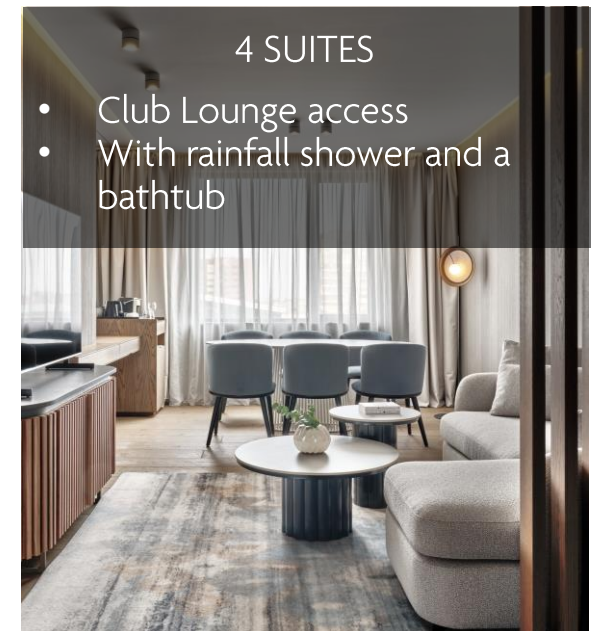 4 SUITES
• Club Lounge access
• With rainfall shower and a
bathtub